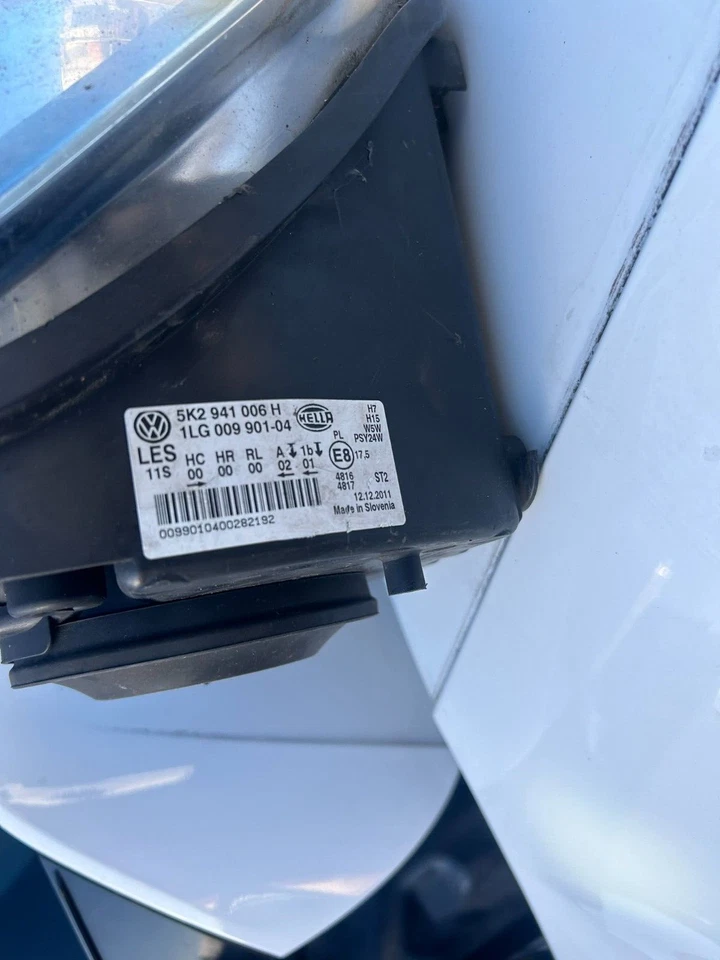 5K2 941 006 H
1LG 009 901-04
HELLA
H7
H15
W5W
PSY24W
LES
11S
HC HR RL A 1b
00 00 00 02 01
PL
E8 17,5
4816
4817
ST2
12.12.2011
Made in Slovenia
0099010400282192